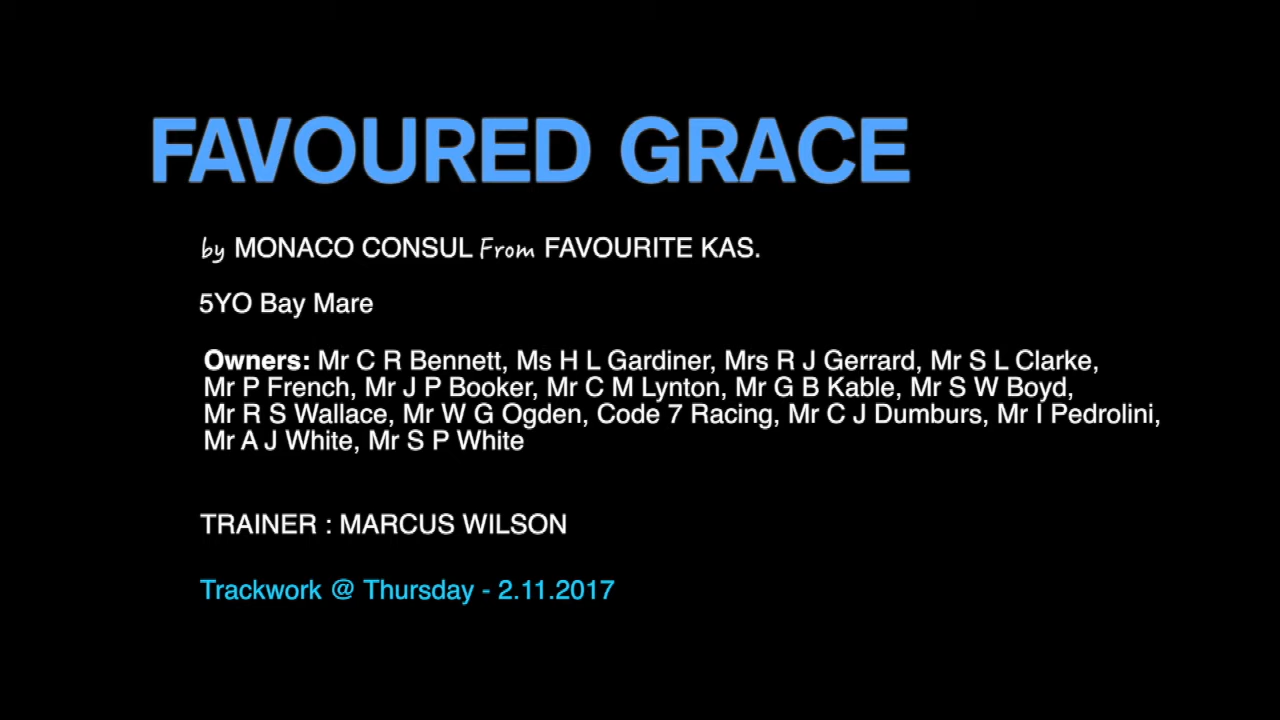 FAVOURED GRACE
by MONACO CONSUL From FAVOURITE KAS.
5YO Bay Mare
Owners: Mr C R Bennett, Ms H L Gardiner, Mrs R J Gerrard, Mr S L Clarke,
Mr P French, Mr J P Booker, Mr C M Lynton, Mr G B Kable, Mr S W Boyd,
Mr R S Wallace, Mr W G Ogden, Code 7 Racing, Mr C J Dumburs, Mr I Pedrolini,
Mr A J White, Mr S P White
TRAINER : MARCUS WILSON
Trackwork @ Thursday - 2.11.2017